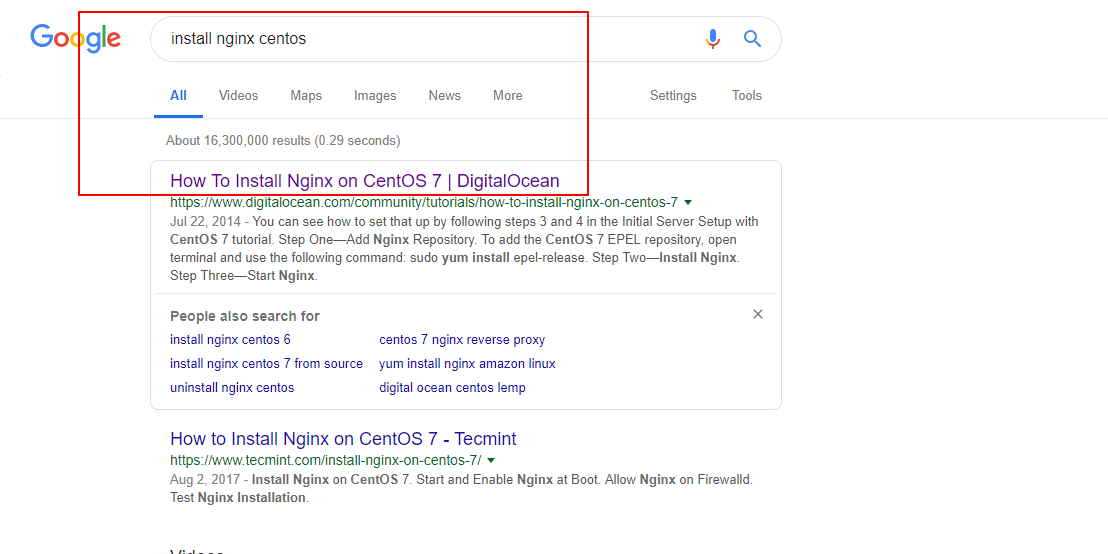 Google
install nginx centos
All Videos Maps Images News More Settings Tools
About 16,300,000 results (0.29 seconds)
How To Install Nginx on CentOS 7 | DigitalOcean
https://www.digitalocean.com/community/tutorials/how-to-install-nginx-on-centos-7
Jul 22, 2014 - You can see how to set that up by following steps 3 and 4 in the Initial Server Setup with
CentOS 7 tutorial. Step One—Add Nginx Repository. To add the CentOS 7 EPEL repository, open
terminal and use the following command: sudo yum install epel-release. Step Two—Install Nginx.
Step Three—Start Nginx.
People also search for
install nginx centos 6 centos 7 nginx reverse proxy
install nginx centos 7 from source yum install nginx amazon linux
uninstall nginx centos digital ocean centos lemp
How to Install Nginx on CentOS 7 - Tecmint
https://www.tecmint.com/install-nginx-on-centos-7/
Aug 2, 2017 - Install Nginx on CentOS 7. Start and Enable Nginx at Boot. Allow Nginx on Firewalld.
Test Nginx Installation.
Videos